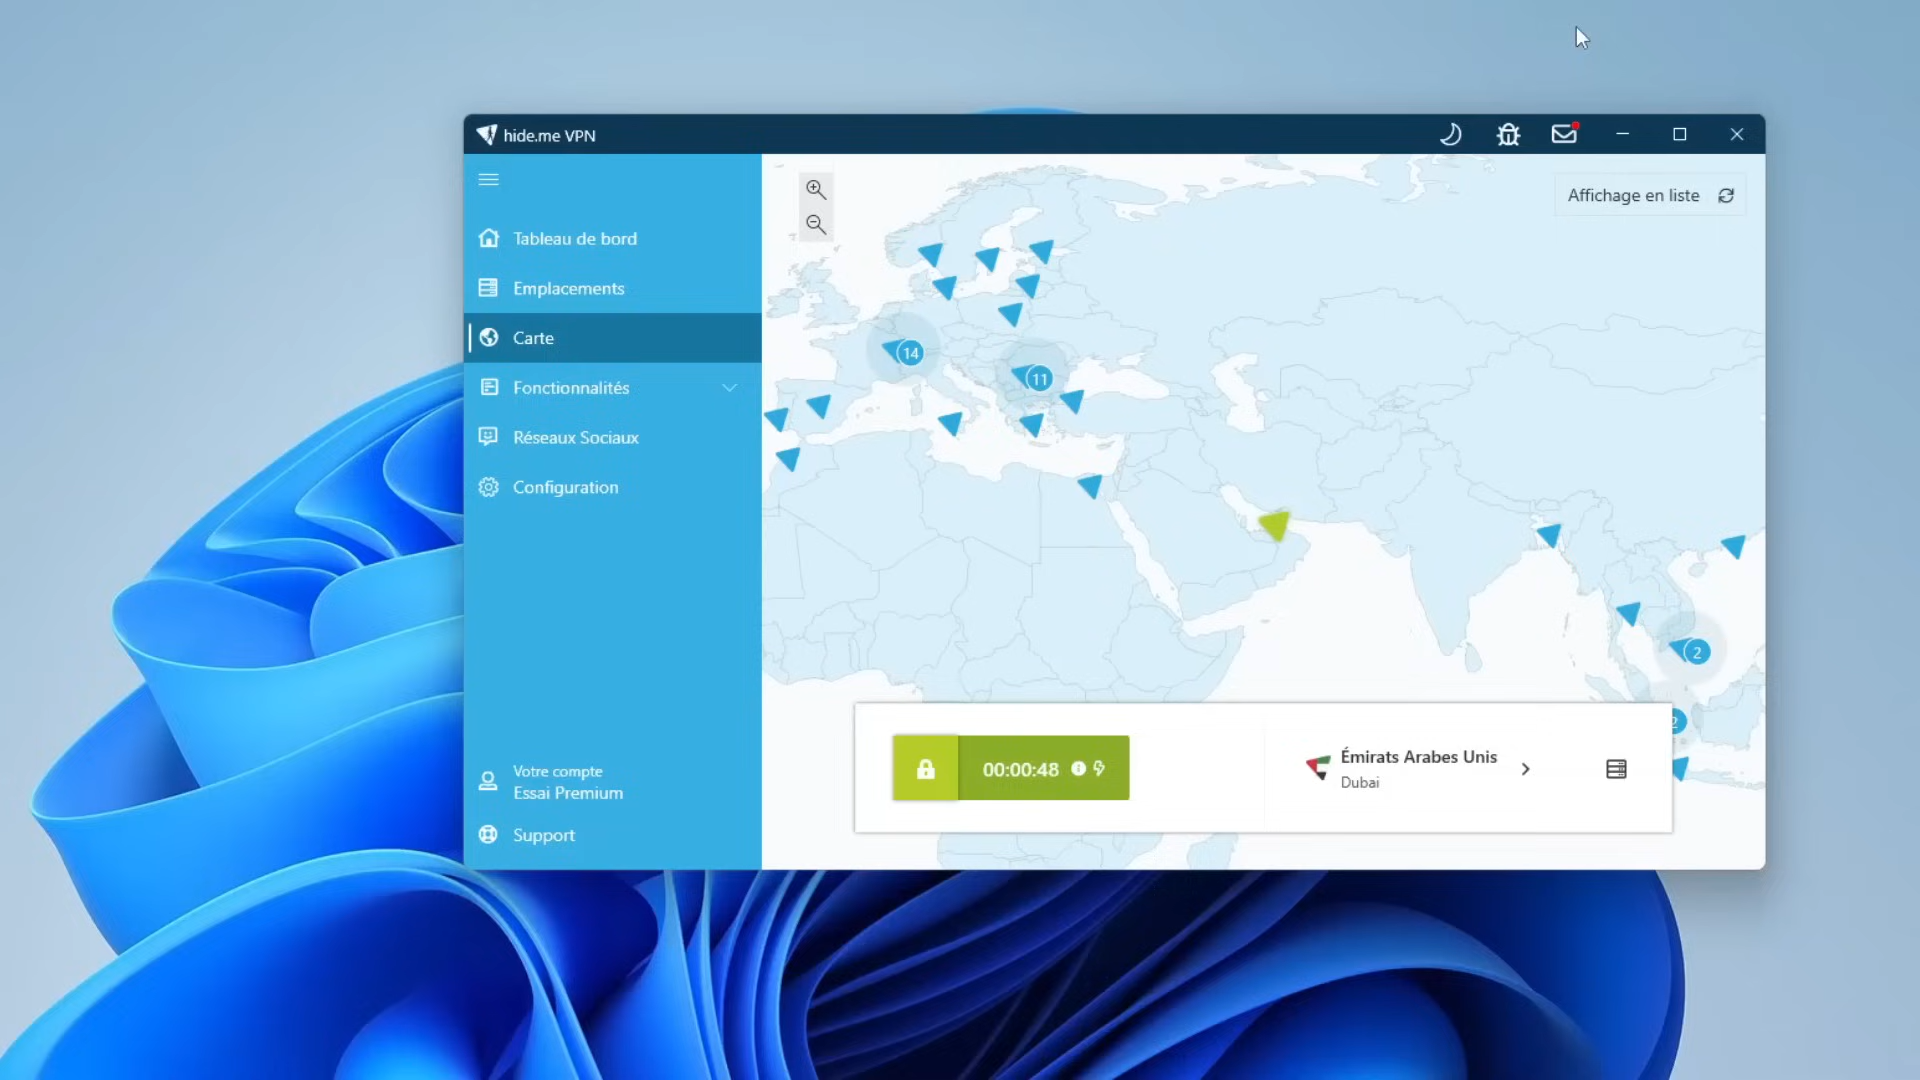 hide.me VPN
Affichage en liste
Tableau de bord
Emplacements
Carte
Fonctionnalités
Réseaux Sociaux
Configuration
14
11
2
2
Votre compte
Essai Premium
Support
00:00:48
Émirats Arabes Unis
Dubai